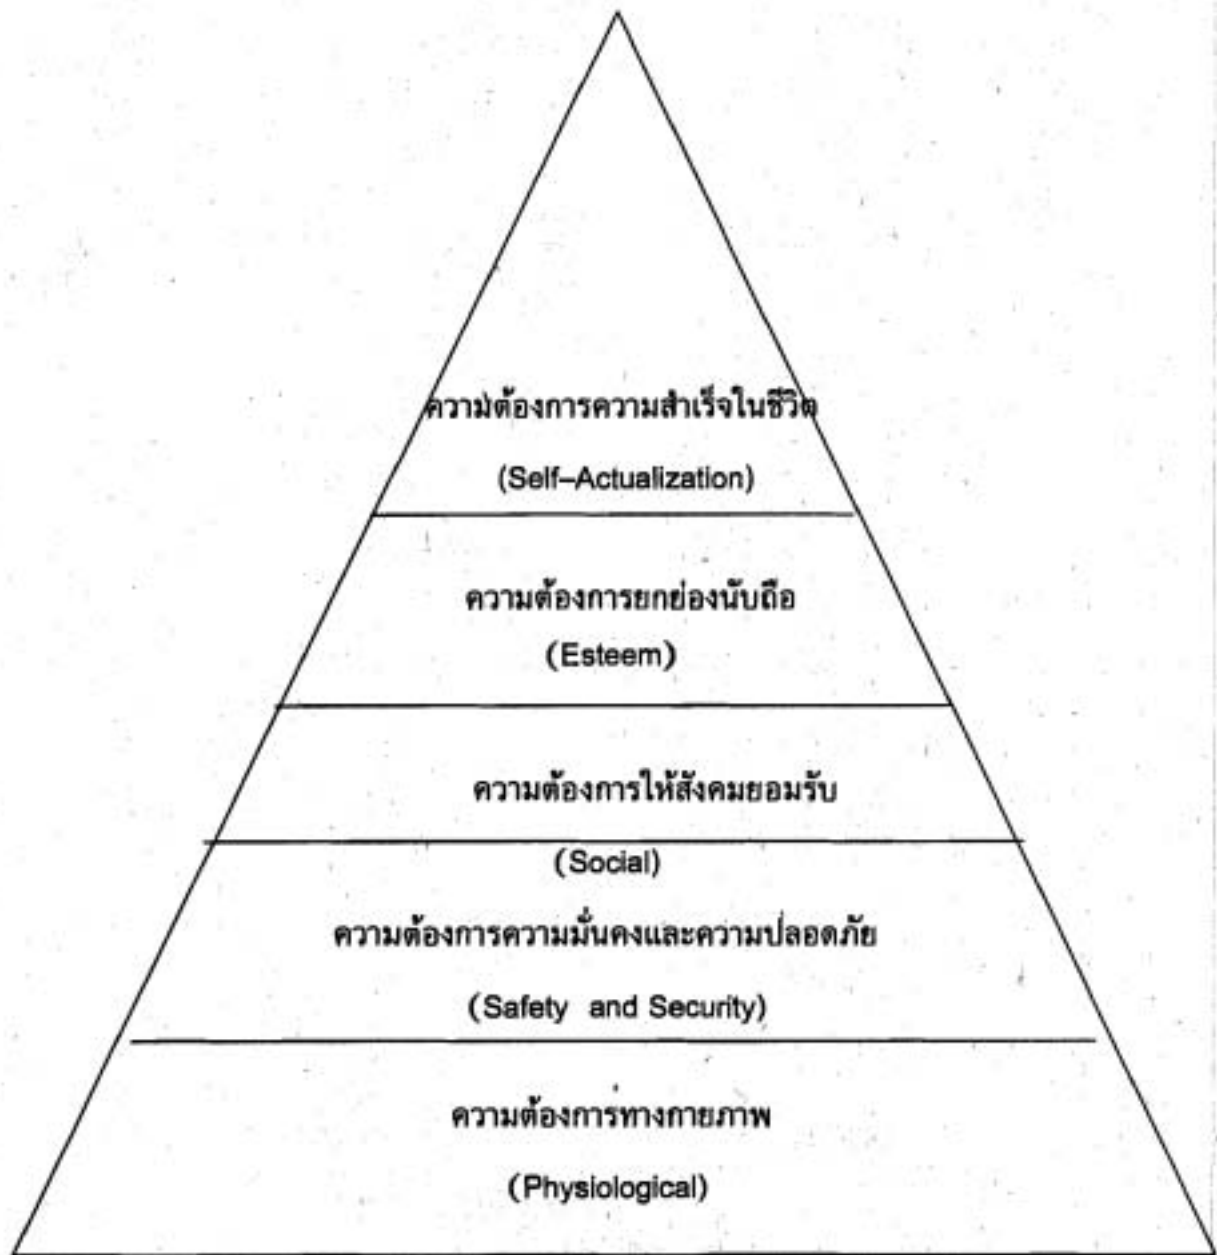 ความต้องการความสำเร็จในชีวิต
(Self–Actualization)
ความต้องการยกย่องนับถือ
(Esteem)
ความต้องการให้สังคมยอมรับ
(Social)
ความต้องการความมั่นคงและความปลอดภัย
(Safety and Security)
ความต้องการทางกายภาพ
(Physiological)